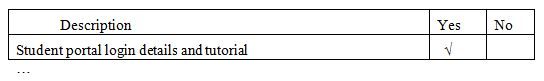 Description Yes No
Student portal login details and tutorial √
...